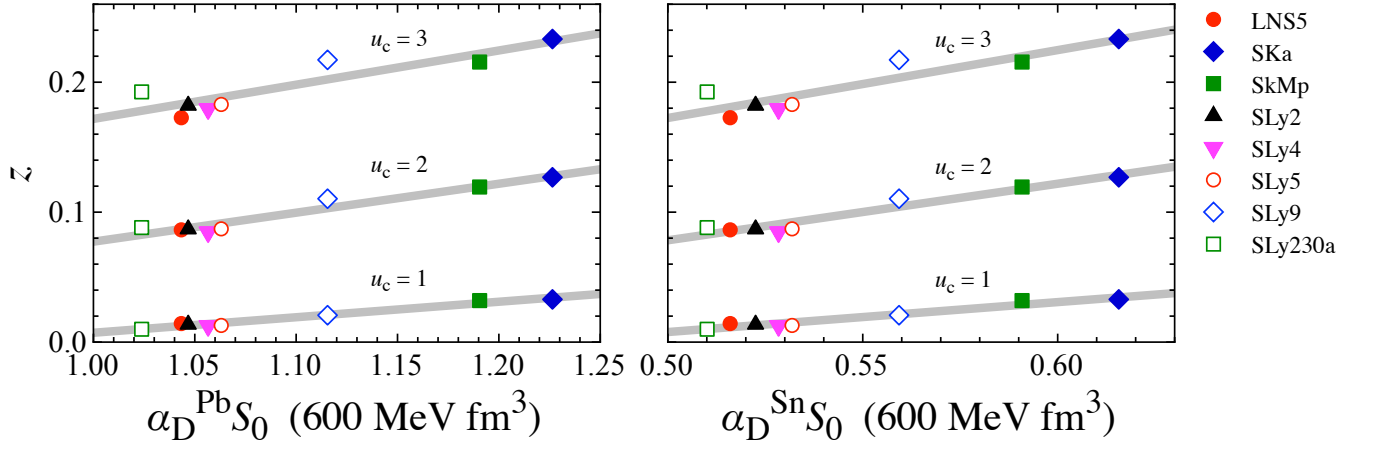 z
0.2
0.1
0.0
u_c = 3
u_c = 2
u_c = 1
1.00 1.05 1.10 1.15 1.20 1.25
α_D^Pb S_0 (600 MeV fm^3)
u_c = 3
u_c = 2
u_c = 1
0.50 0.55 0.60
α_D^Sn S_0 (600 MeV fm^3)
LNS5
SKa
SkMp
SLy2
SLy4
SLy5
SLy9
SLy230a